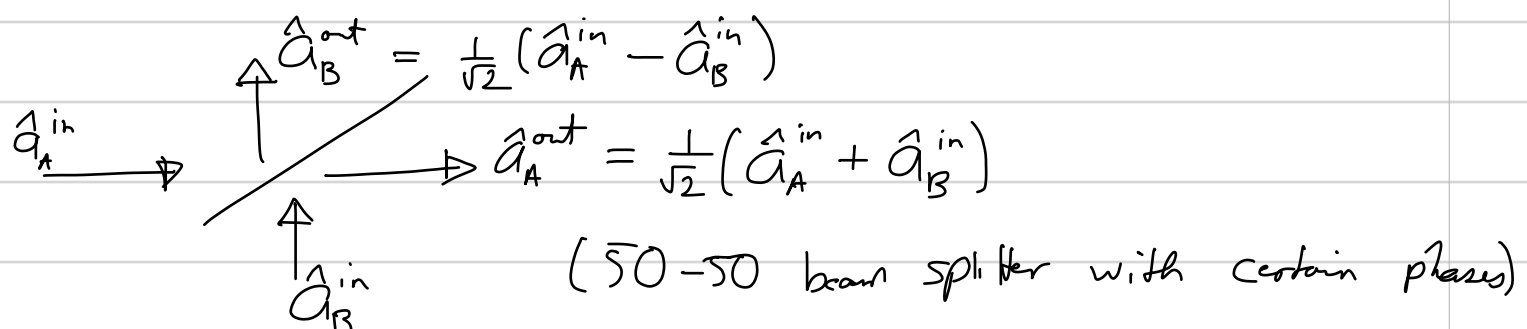 â_B^out = 1/√2 (â_A^in − â_B^in)
â_A^in
â_A^out = 1/√2 (â_A^in + â_B^in)
â_B^in
(50-50 beam splitter with certain phases)